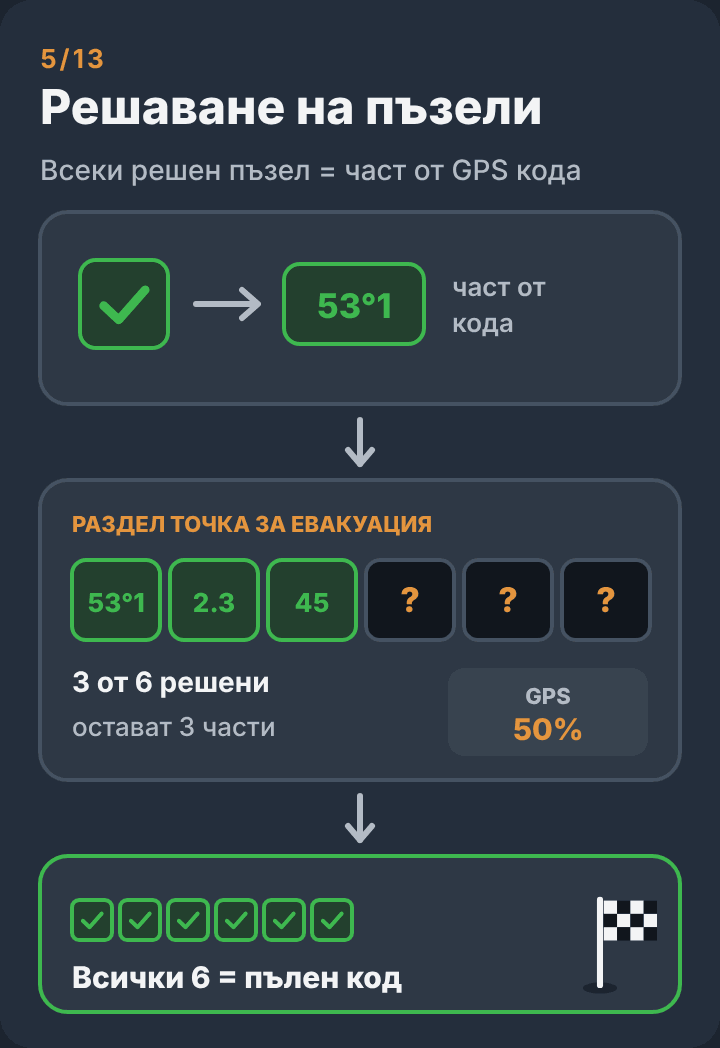 5/13
Решаване на пъзели
Всеки решен пъзел = част от GPS кода
53°1
част от
кода
РАЗДЕЛ ТОЧКА ЗА ЕВАКУАЦИЯ
53°1 2.3 45 ? ? ?
3 от 6 решени
остават 3 части
GPS
50%
Всички 6 = пълен код